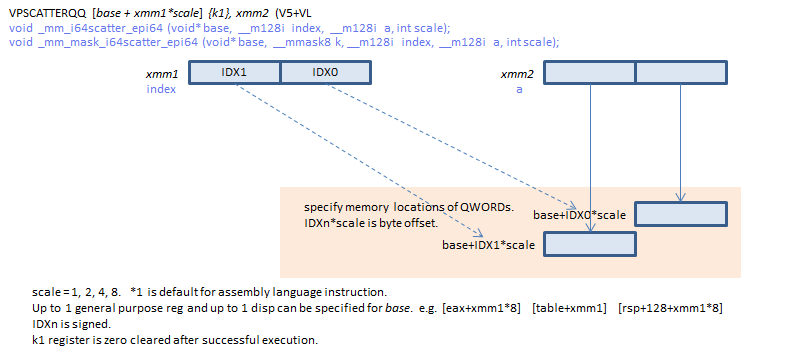 VPSCATTERQQ [base + xmm1*scale] {k1}, xmm2 (V5+VL
void _mm_i64scatter_epi64 (void* base, __m128i index, __m128i a, int scale);
void _mm_mask_i64scatter_epi64 (void* base, __mmask8 k, __m128i index, __m128i a, int scale);
xmm1 IDX1 IDX0 xmm2
index a
specify memory locations of QWORDs.
base+IDX0*scale
IDXn*scale is byte offset.
base+IDX1*scale
scale = 1, 2, 4, 8. *1 is default for assembly language instruction.
Up to 1 general purpose reg and up to 1 disp can be specified for base. e.g. [eax+xmm1*8] [table+xmm1] [rsp+128+xmm1*8]
IDXn is signed.
k1 register is zero cleared after successful execution.